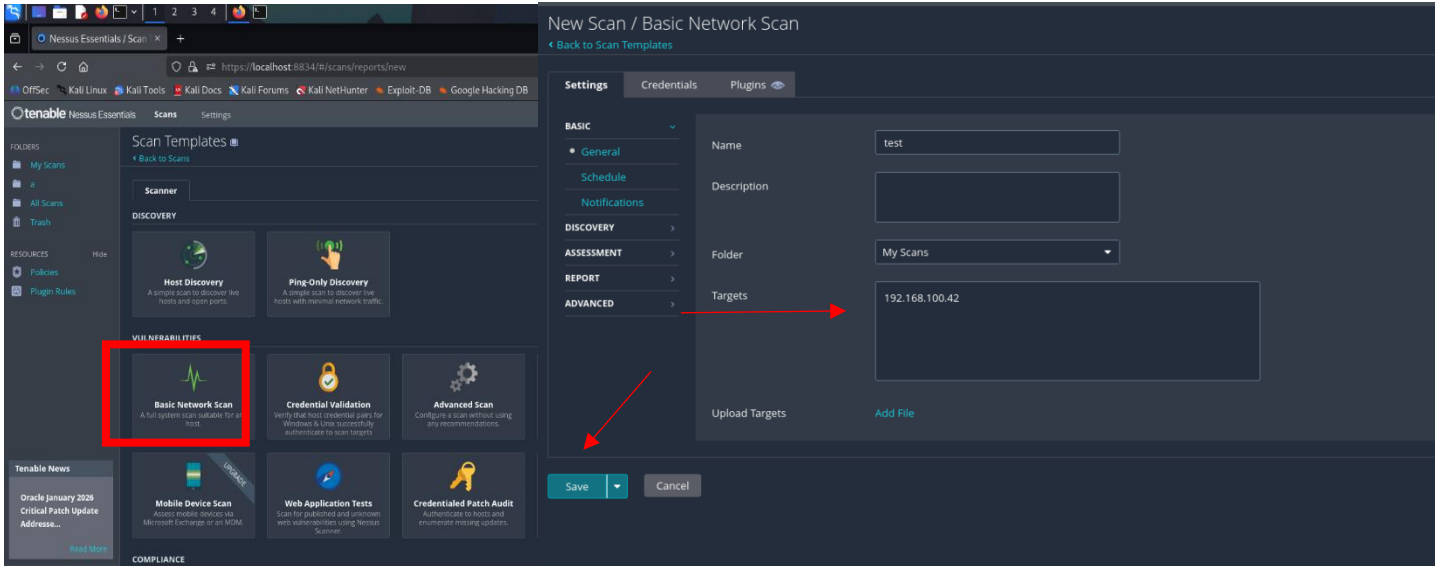 1 2 3 4
Nessus Essentials / Scan × +
https://localhost:8834/#/scans/reports/new
OffSec Kali Linux Kali Tools Kali Docs Kali Forums Kali NetHunter Exploit-DB Google Hacking DB
tenable Nessus Essentials Scans Settings
FOLDERS
My Scans
a
All Scans
Trash
RESOURCES Hide
Policies
Plugin Rules
Tenable News
Oracle January 2026
Critical Patch Update
Addresse...
Read More
Scan Templates
Back to Scans
Scanner
DISCOVERY
Host Discovery
A simple scan to discover live
hosts and open ports.
Ping-Only Discovery
A simple scan to discover live
hosts with minimal network traffic.
VULNERABILITIES
Basic Network Scan
A full system scan suitable for any
host.
Credential Validation
Verify that host credential pairs for
Windows & Unix successfully
authenticate to scan targets
Advanced Scan
Configure a scan without using
any recommendations.
UPGRADE
Mobile Device Scan
Assess mobile devices via
Microsoft Exchange or an MDM.
Web Application Tests
Scan for published and unknown
web vulnerabilities using Nessus
Scanner.
Credentialed Patch Audit
Authenticate to hosts and
enumerate missing updates.
COMPLIANCE
New Scan / Basic Network Scan
Back to Scan Templates
Settings Credentials Plugins
BASIC
General
Schedule
Notifications
DISCOVERY
ASSESSMENT
REPORT
ADVANCED
Name test
Description
Folder My Scans
Targets 192.168.100.42
Upload Targets Add File
Save Cancel